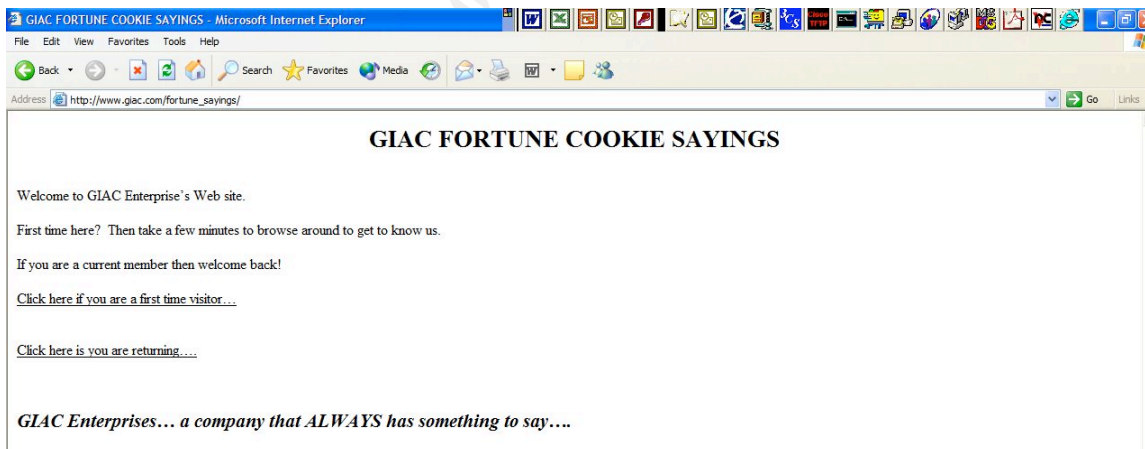 GIAC FORTUNE COOKIE SAYINGS - Microsoft Internet Explorer
File Edit View Favorites Tools Help
Back Search Favorites Media
Address http://www.giac.com/fortune_sayings/ Go Links
GIAC FORTUNE COOKIE SAYINGS
Welcome to GIAC Enterprise's Web site.
First time here? Then take a few minutes to browse around to get to know us.
If you are a current member then welcome back!
Click here if you are a first time visitor…
Click here is you are returning….
GIAC Enterprises… a company that ALWAYS has something to say….